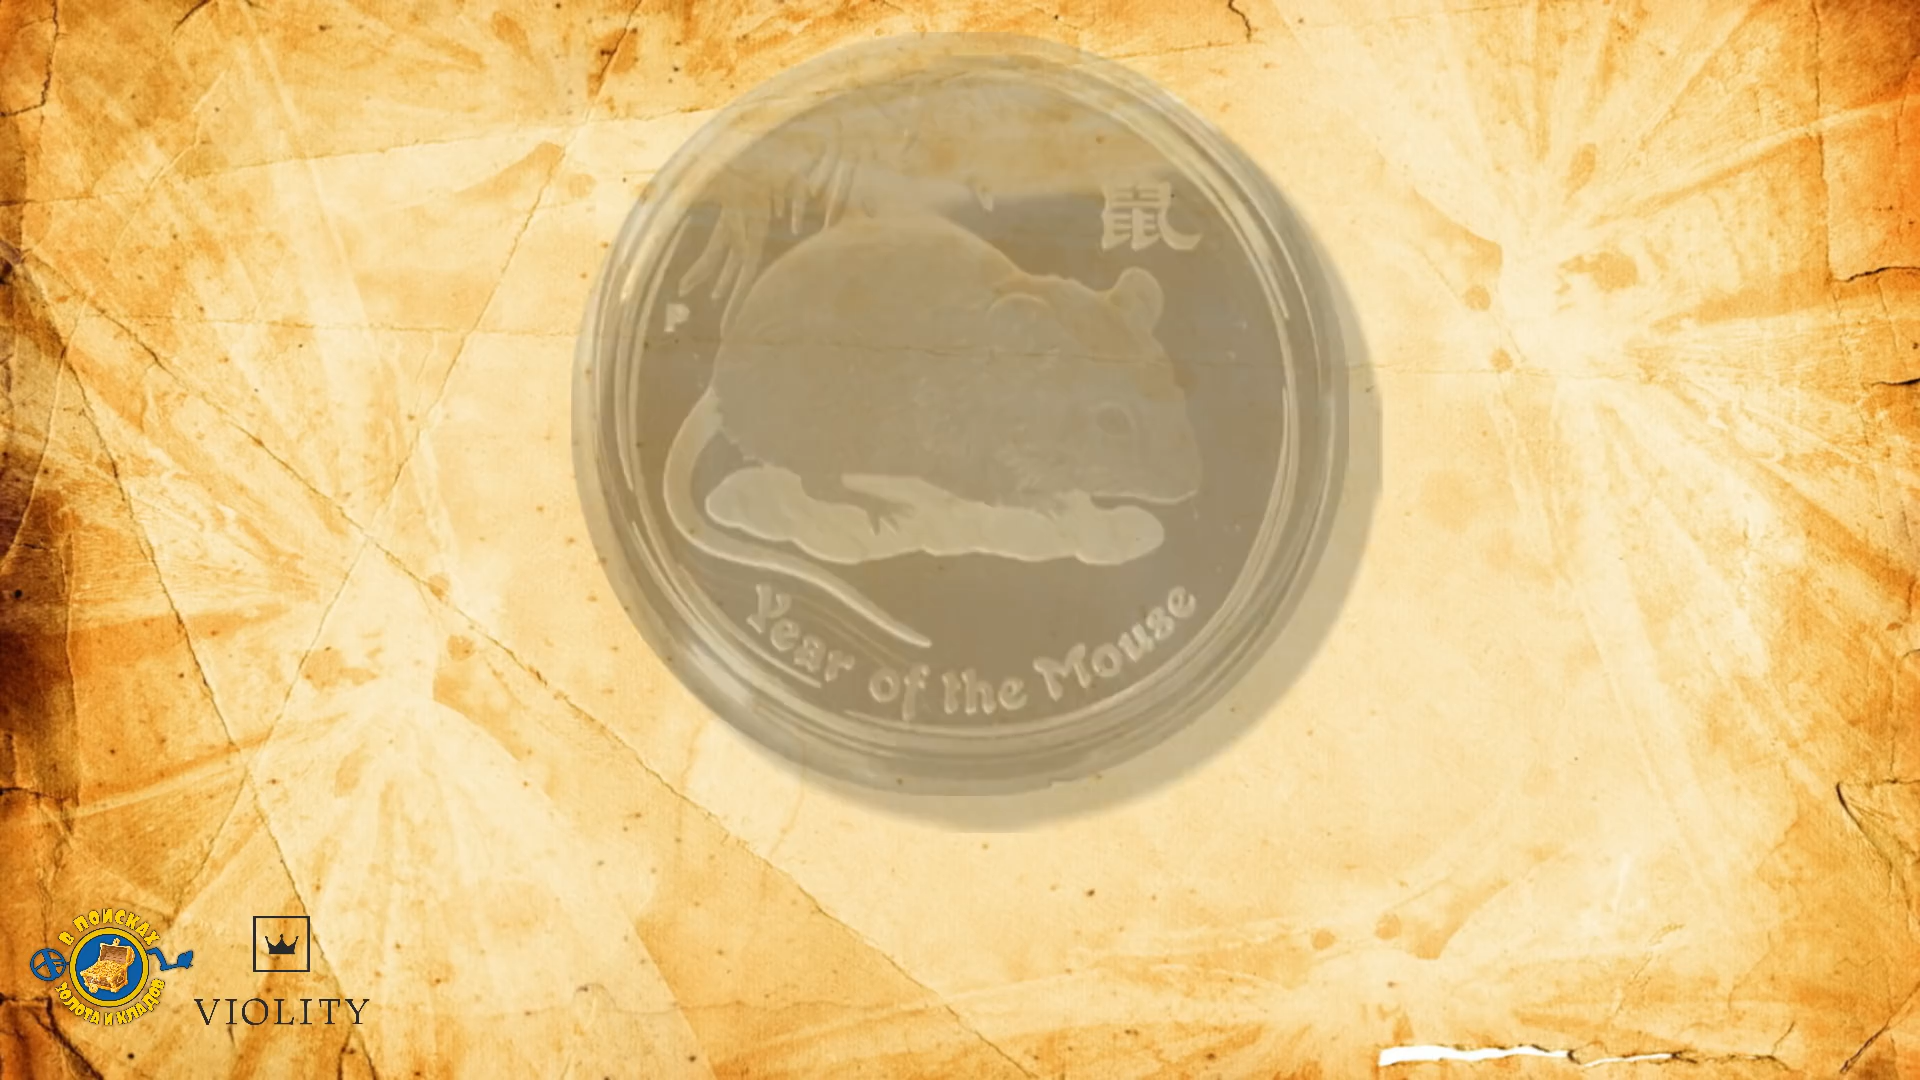 鼠
P
Year of the Mouse
В ПОИСКАХ
ЗОЛОТА И КЛАДОВ
VIOLITY